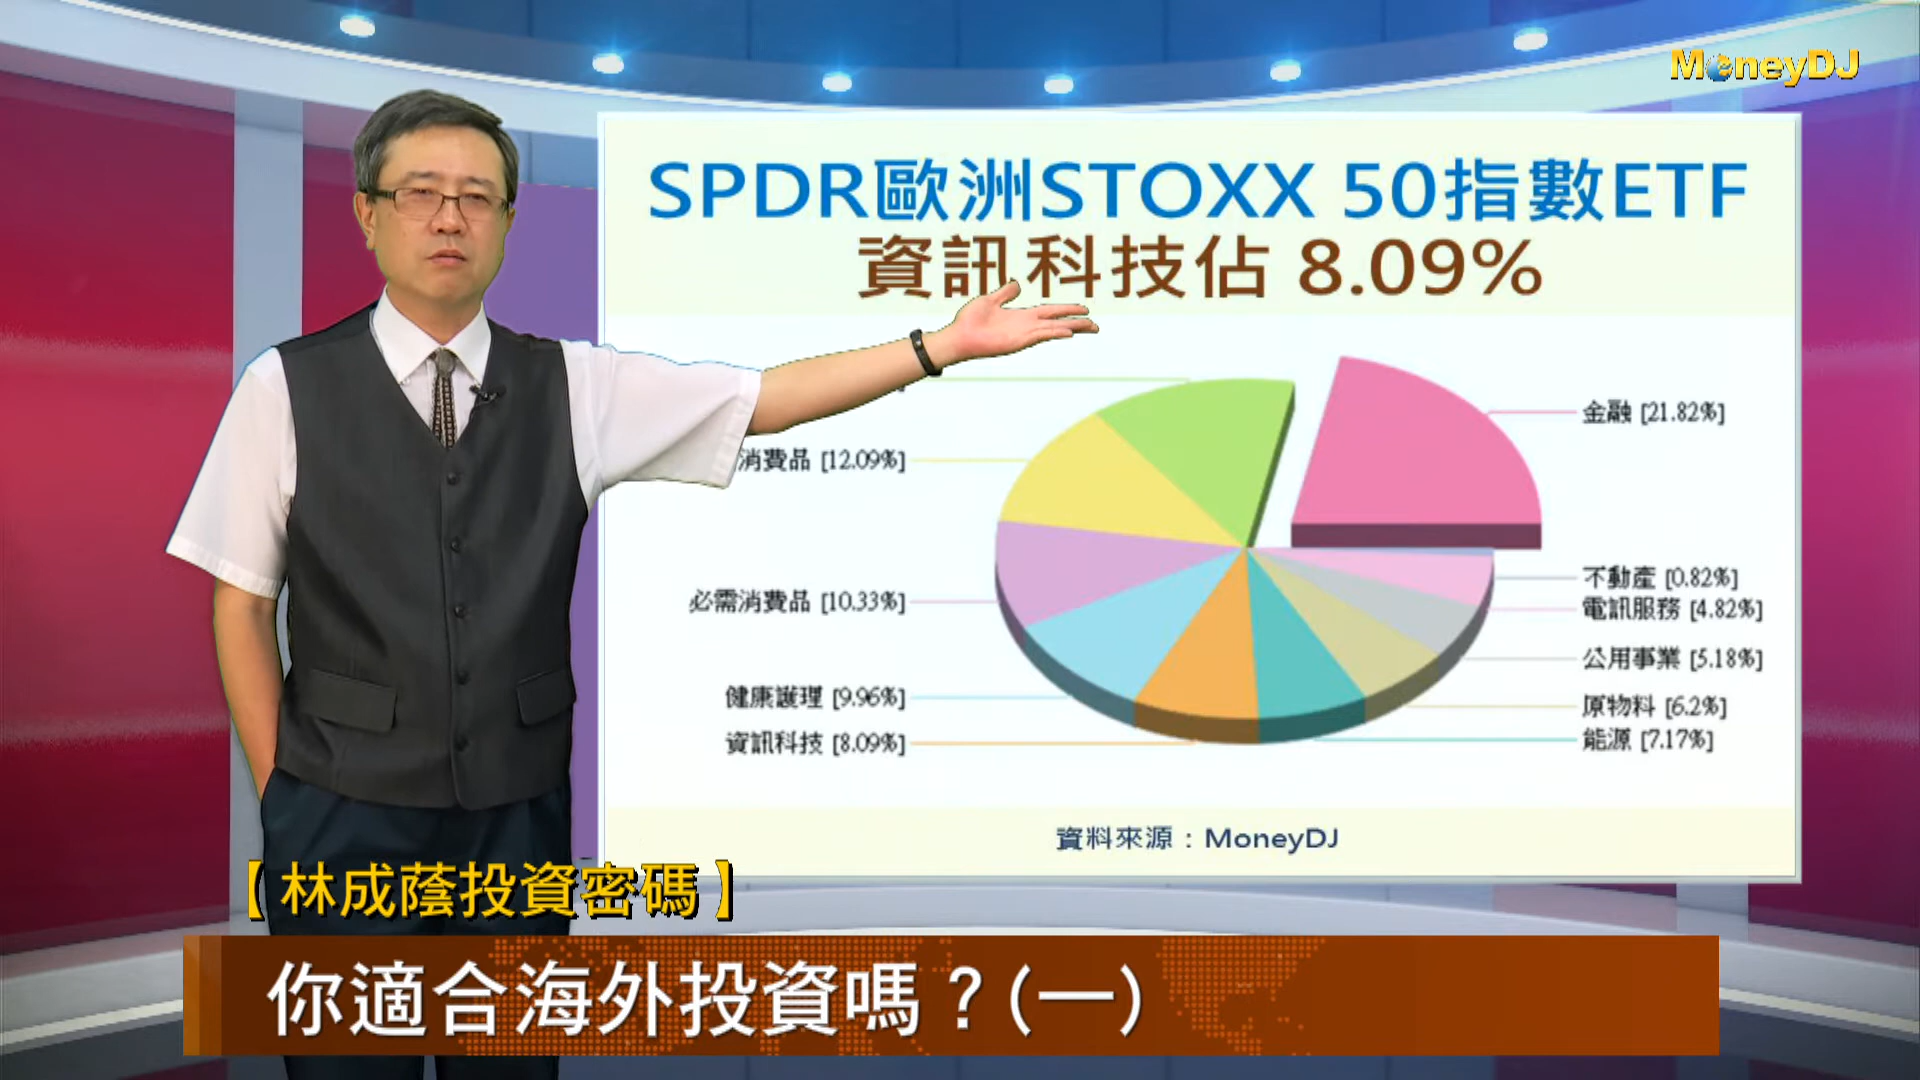 MoneyDJ
SPDR歐洲STOXX 50指數ETF
資訊科技佔 8.09%
金融 [21.82%]
消費品 [12.09%]
不動產 [0.82%]
必需消費品 [10.33%]
電訊服務 [4.82%]
公用事業 [5.18%]
健康護理 [9.96%]
原物料 [6.2%]
資訊科技 [8.09%]
能源 [7.17%]
資料來源：MoneyDJ
【林成蔭投資密碼】
你適合海外投資嗎？(一)